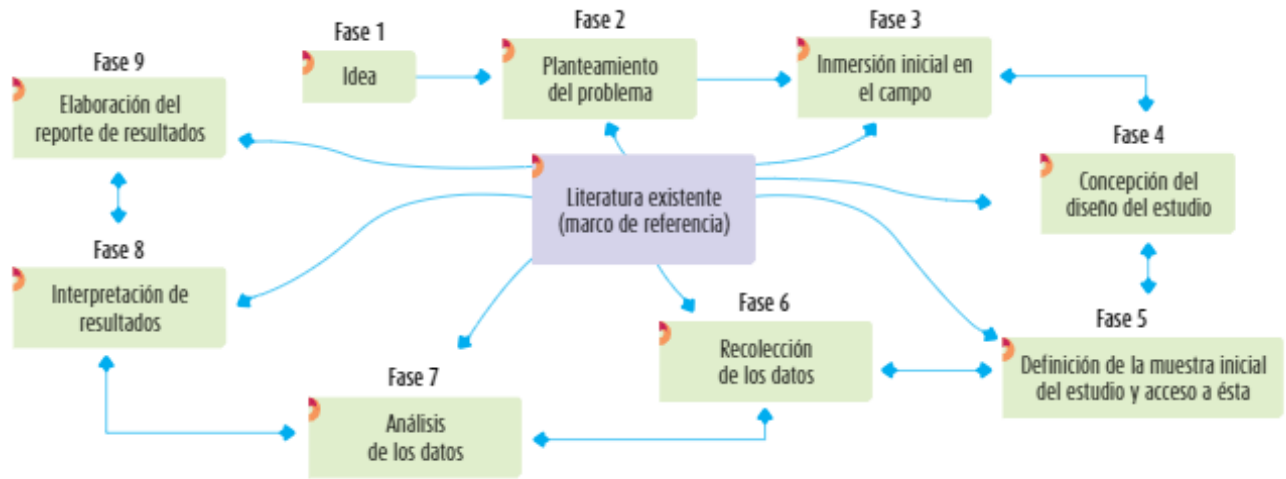 Fase 1
Idea
Fase 2
Planteamiento
del problema
Fase 3
Inmersión inicial en
el campo
Fase 4
Concepción del
diseño del estudio
Fase 5
Definición de la muestra inicial
del estudio y acceso a ésta
Fase 6
Recolección
de los datos
Fase 7
Análisis
de los datos
Fase 8
Interpretación de
resultados
Fase 9
Elaboración del
reporte de resultados
Literatura existente
(marco de referencia)